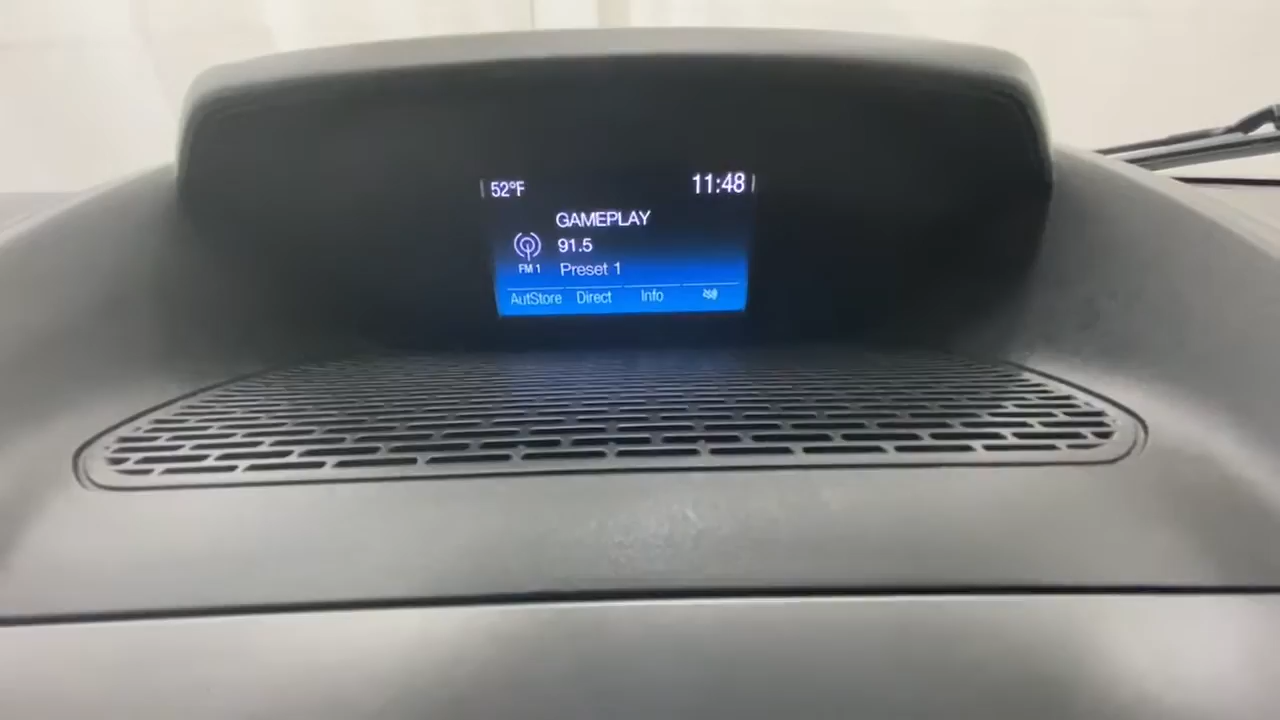 52°F 11:48
GAMEPLAY
91.5
FM 1 Preset 1
AutStore Direct Info